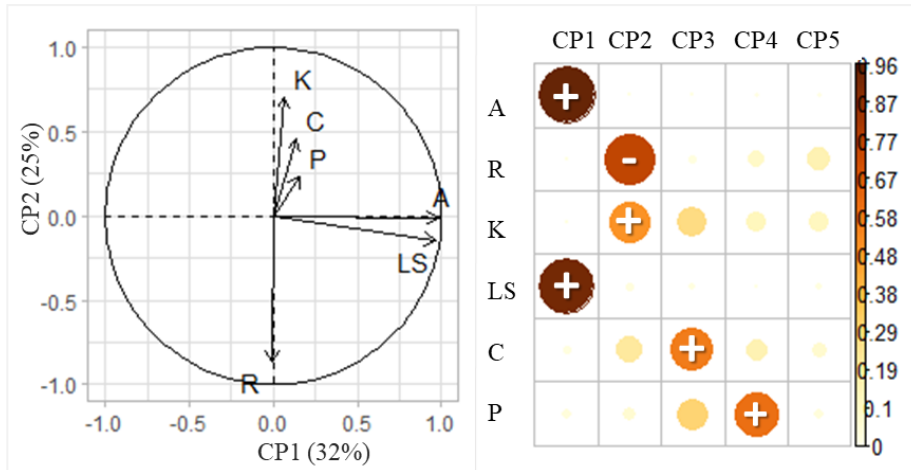 1.0
0.5
0.0
-0.5
-1.0
CP2 (25%)
K
C
P
A
LS
R
-1.0 -0.5 0.0 0.5 1.0
CP1 (32%)
CP1 CP2 CP3 CP4 CP5
A
R
K
LS
C
P
+
-
+
+
+
+
0.96
0.87
0.77
0.67
0.58
0.48
0.38
0.29
0.19
0.1
0